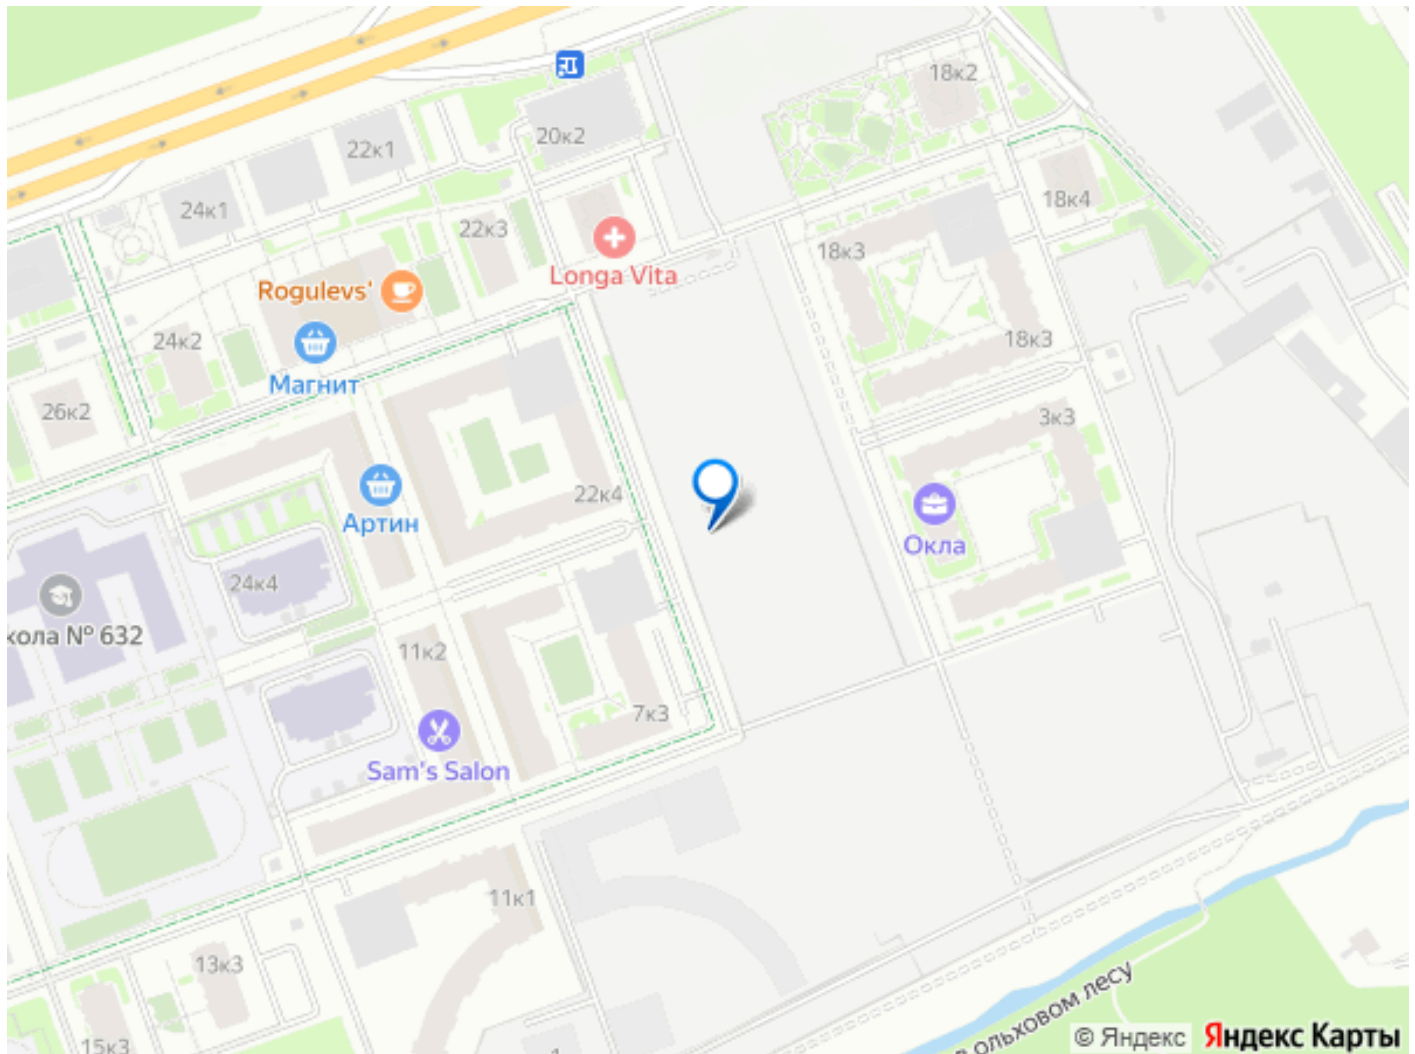 18к2
20к2
22к1
24к1
18к4
22к3
18к3
Longa Vita
Rogulevs'
24к2
18к3
Магнит
26к2
3к3
22к4
Артин
Окла
24к4
кола № 632
11к2
7к3
Sam's Salon
11к1
13к3
ольховом лесу
15к3
1
© Яндекс
Яндекс Карты